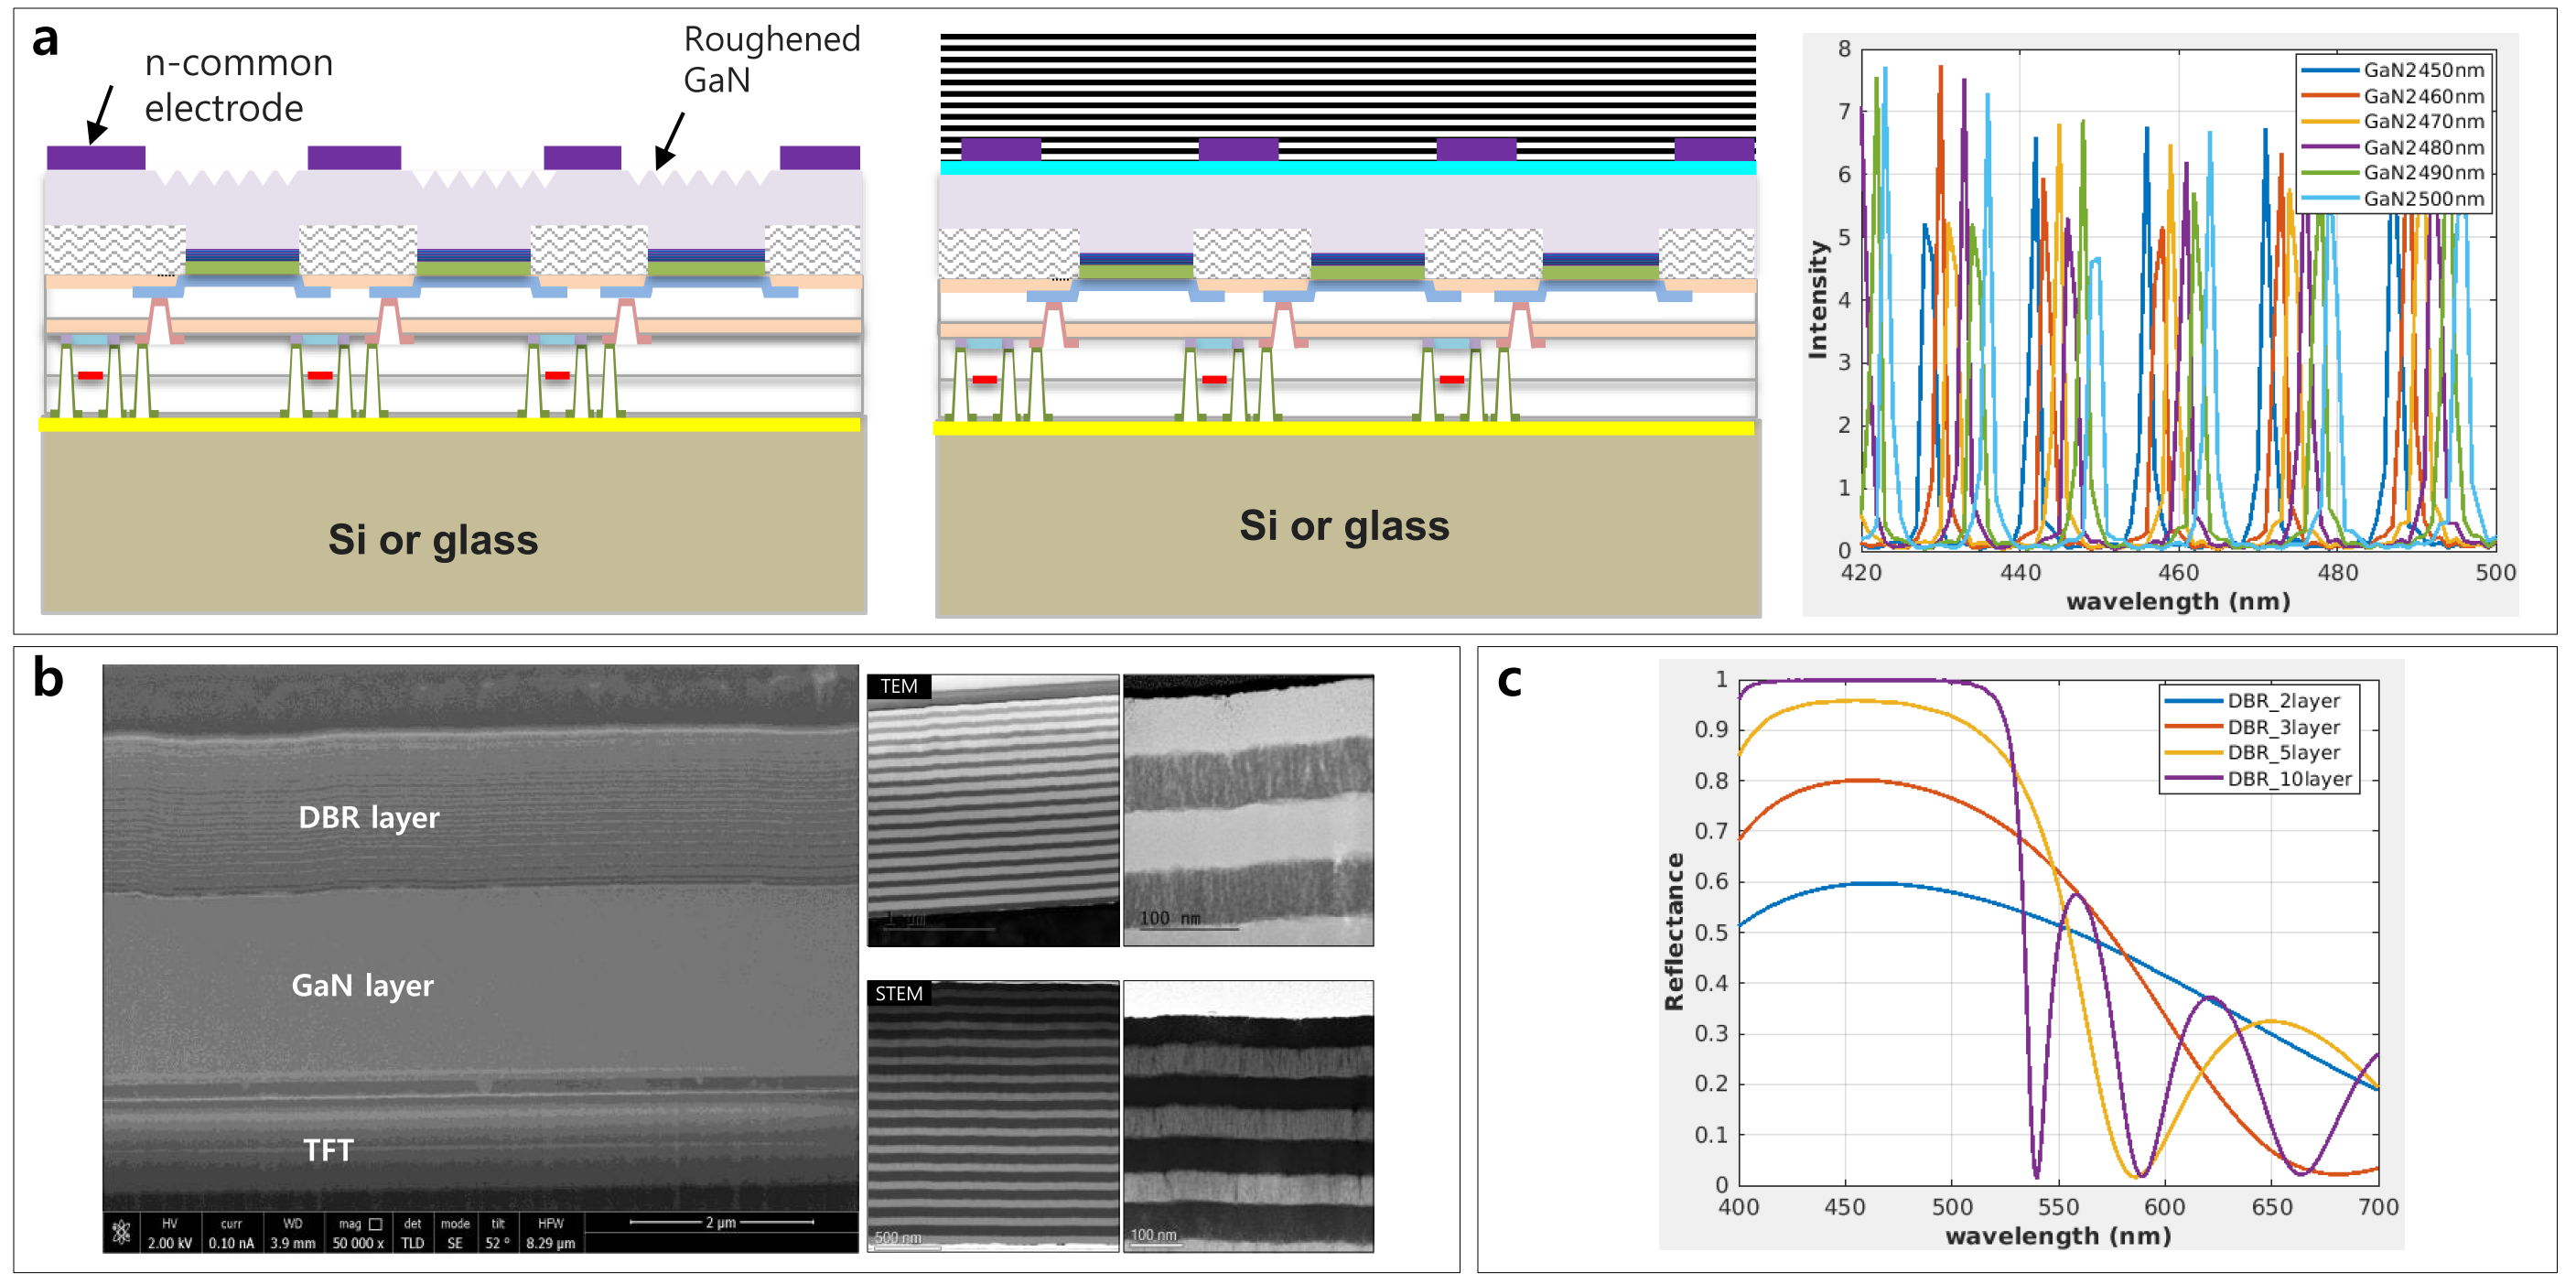 a
n-common
electrode
Roughened
GaN
Si or glass
Si or glass
8
7
6
5
4
3
2
1
0
Intensity
GaN2450nm
GaN2460nm
GaN2470nm
GaN2480nm
GaN2490nm
GaN2500nm
420 440 460 480 500
wavelength (nm)
b
DBR layer
GaN layer
TFT
HV curr WD mag det mode tilt HFW
2.00 kV 0.10 nA 3.9 mm 50 000 x TLD SE 52 ° 8.29 µm
2 µm
TEM
1 µm
100 nm
STEM
500 nm
100 nm
c
1
0.9
0.8
0.7
0.6
0.5
0.4
0.3
0.2
0.1
0
Reflectance
DBR_2layer
DBR_3layer
DBR_5layer
DBR_10layer
400 450 500 550 600 650 700
wavelength (nm)